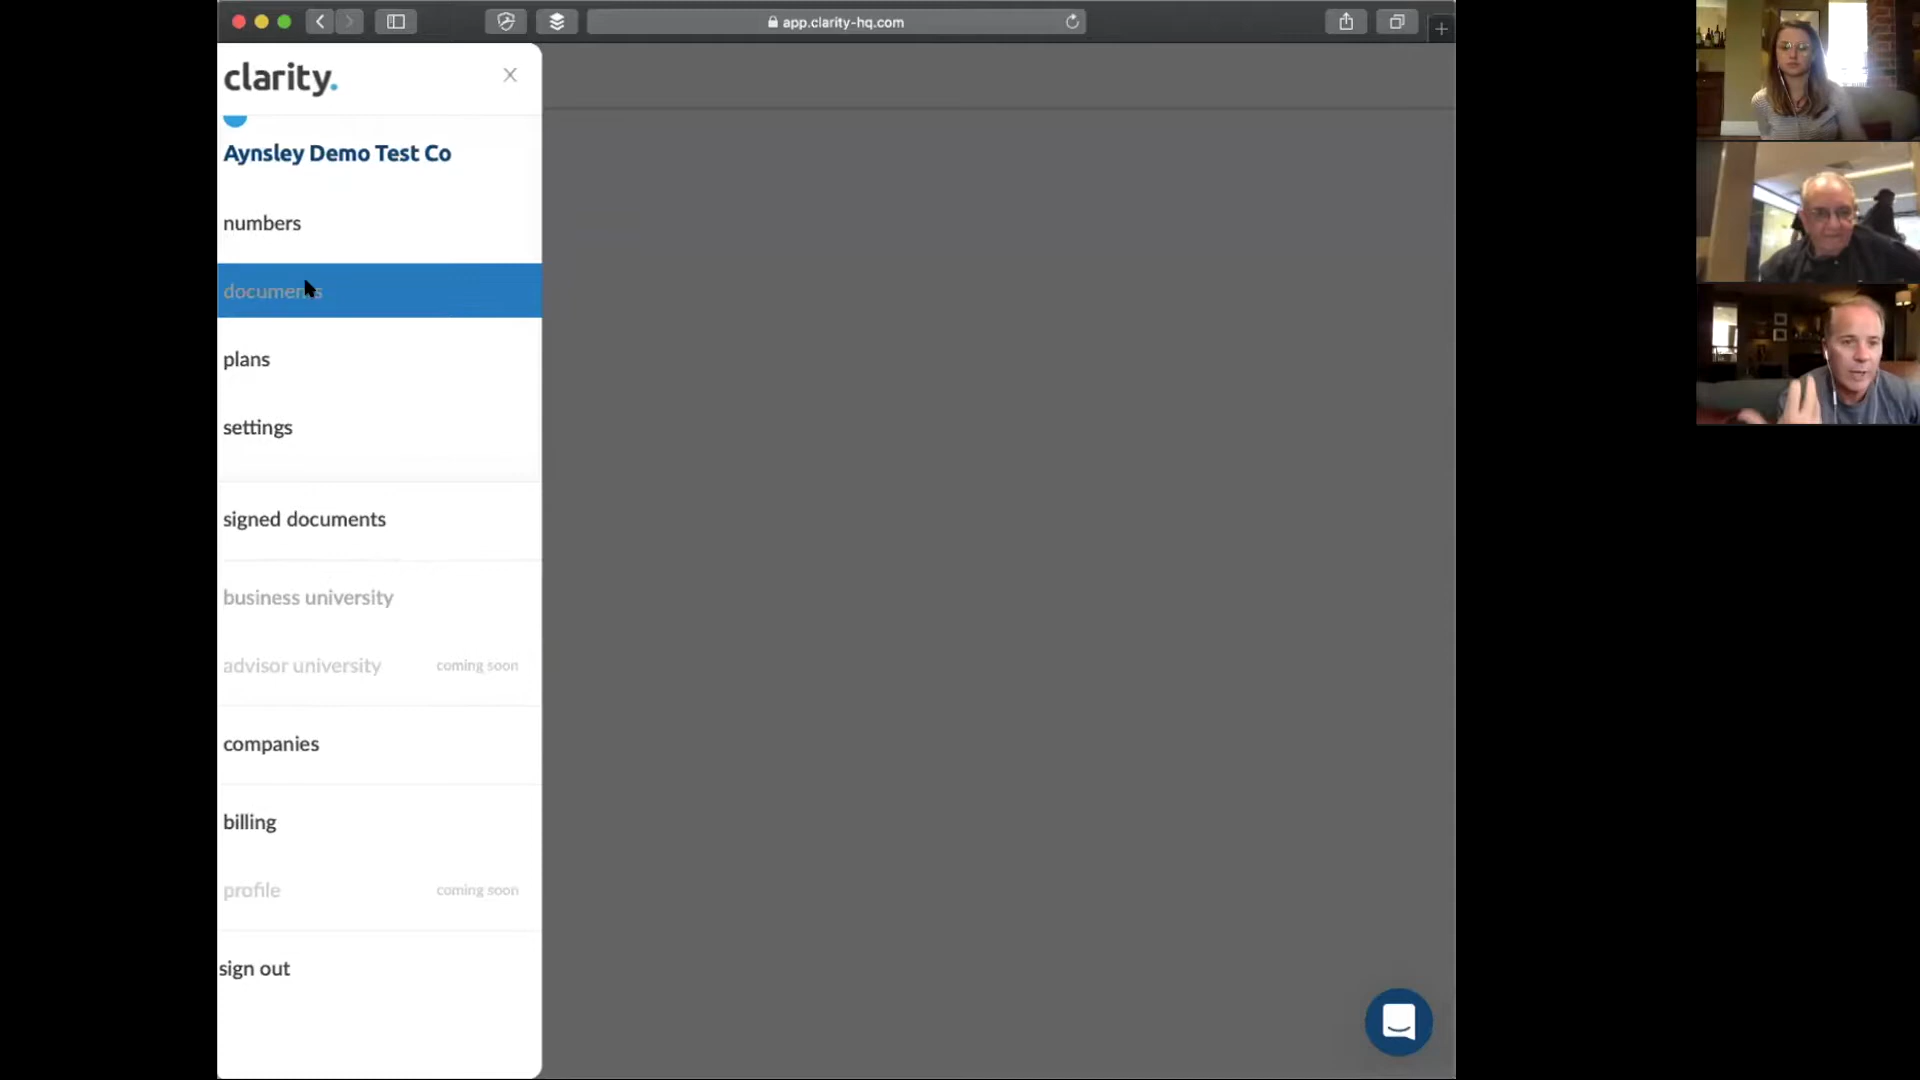 app.clarity-hq.com
clarity.
Aynsley Demo Test Co
numbers
documents
plans
settings
signed documents
business university
advisor university coming soon
companies
billing
profile coming soon
sign out